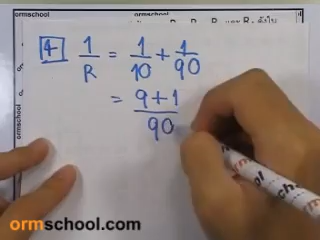 ormschool
4 1/R = 1/10 + 1/90
= 9+1/90
ormschool.com